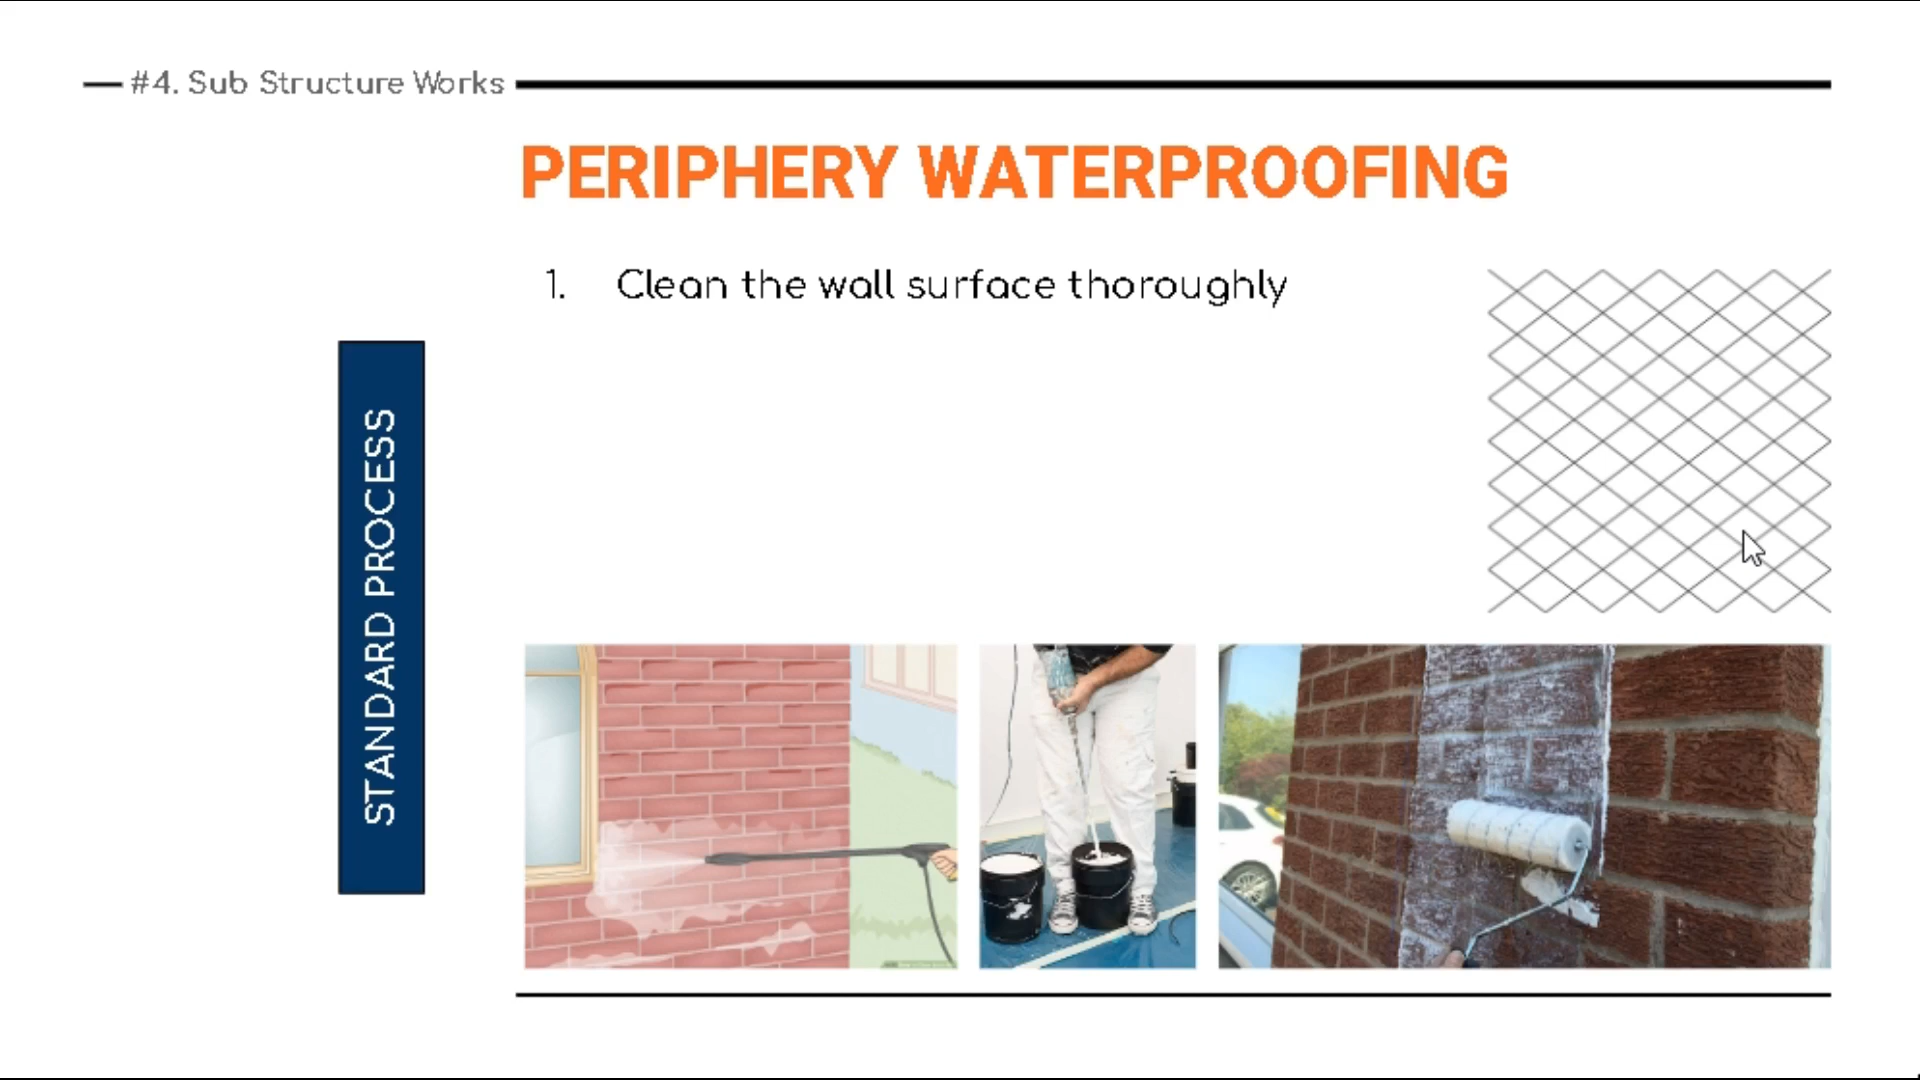 #4. Sub Structure Works
PERIPHERY WATERPROOFING
1. Clean the wall surface thoroughly
STANDARD PROCESS